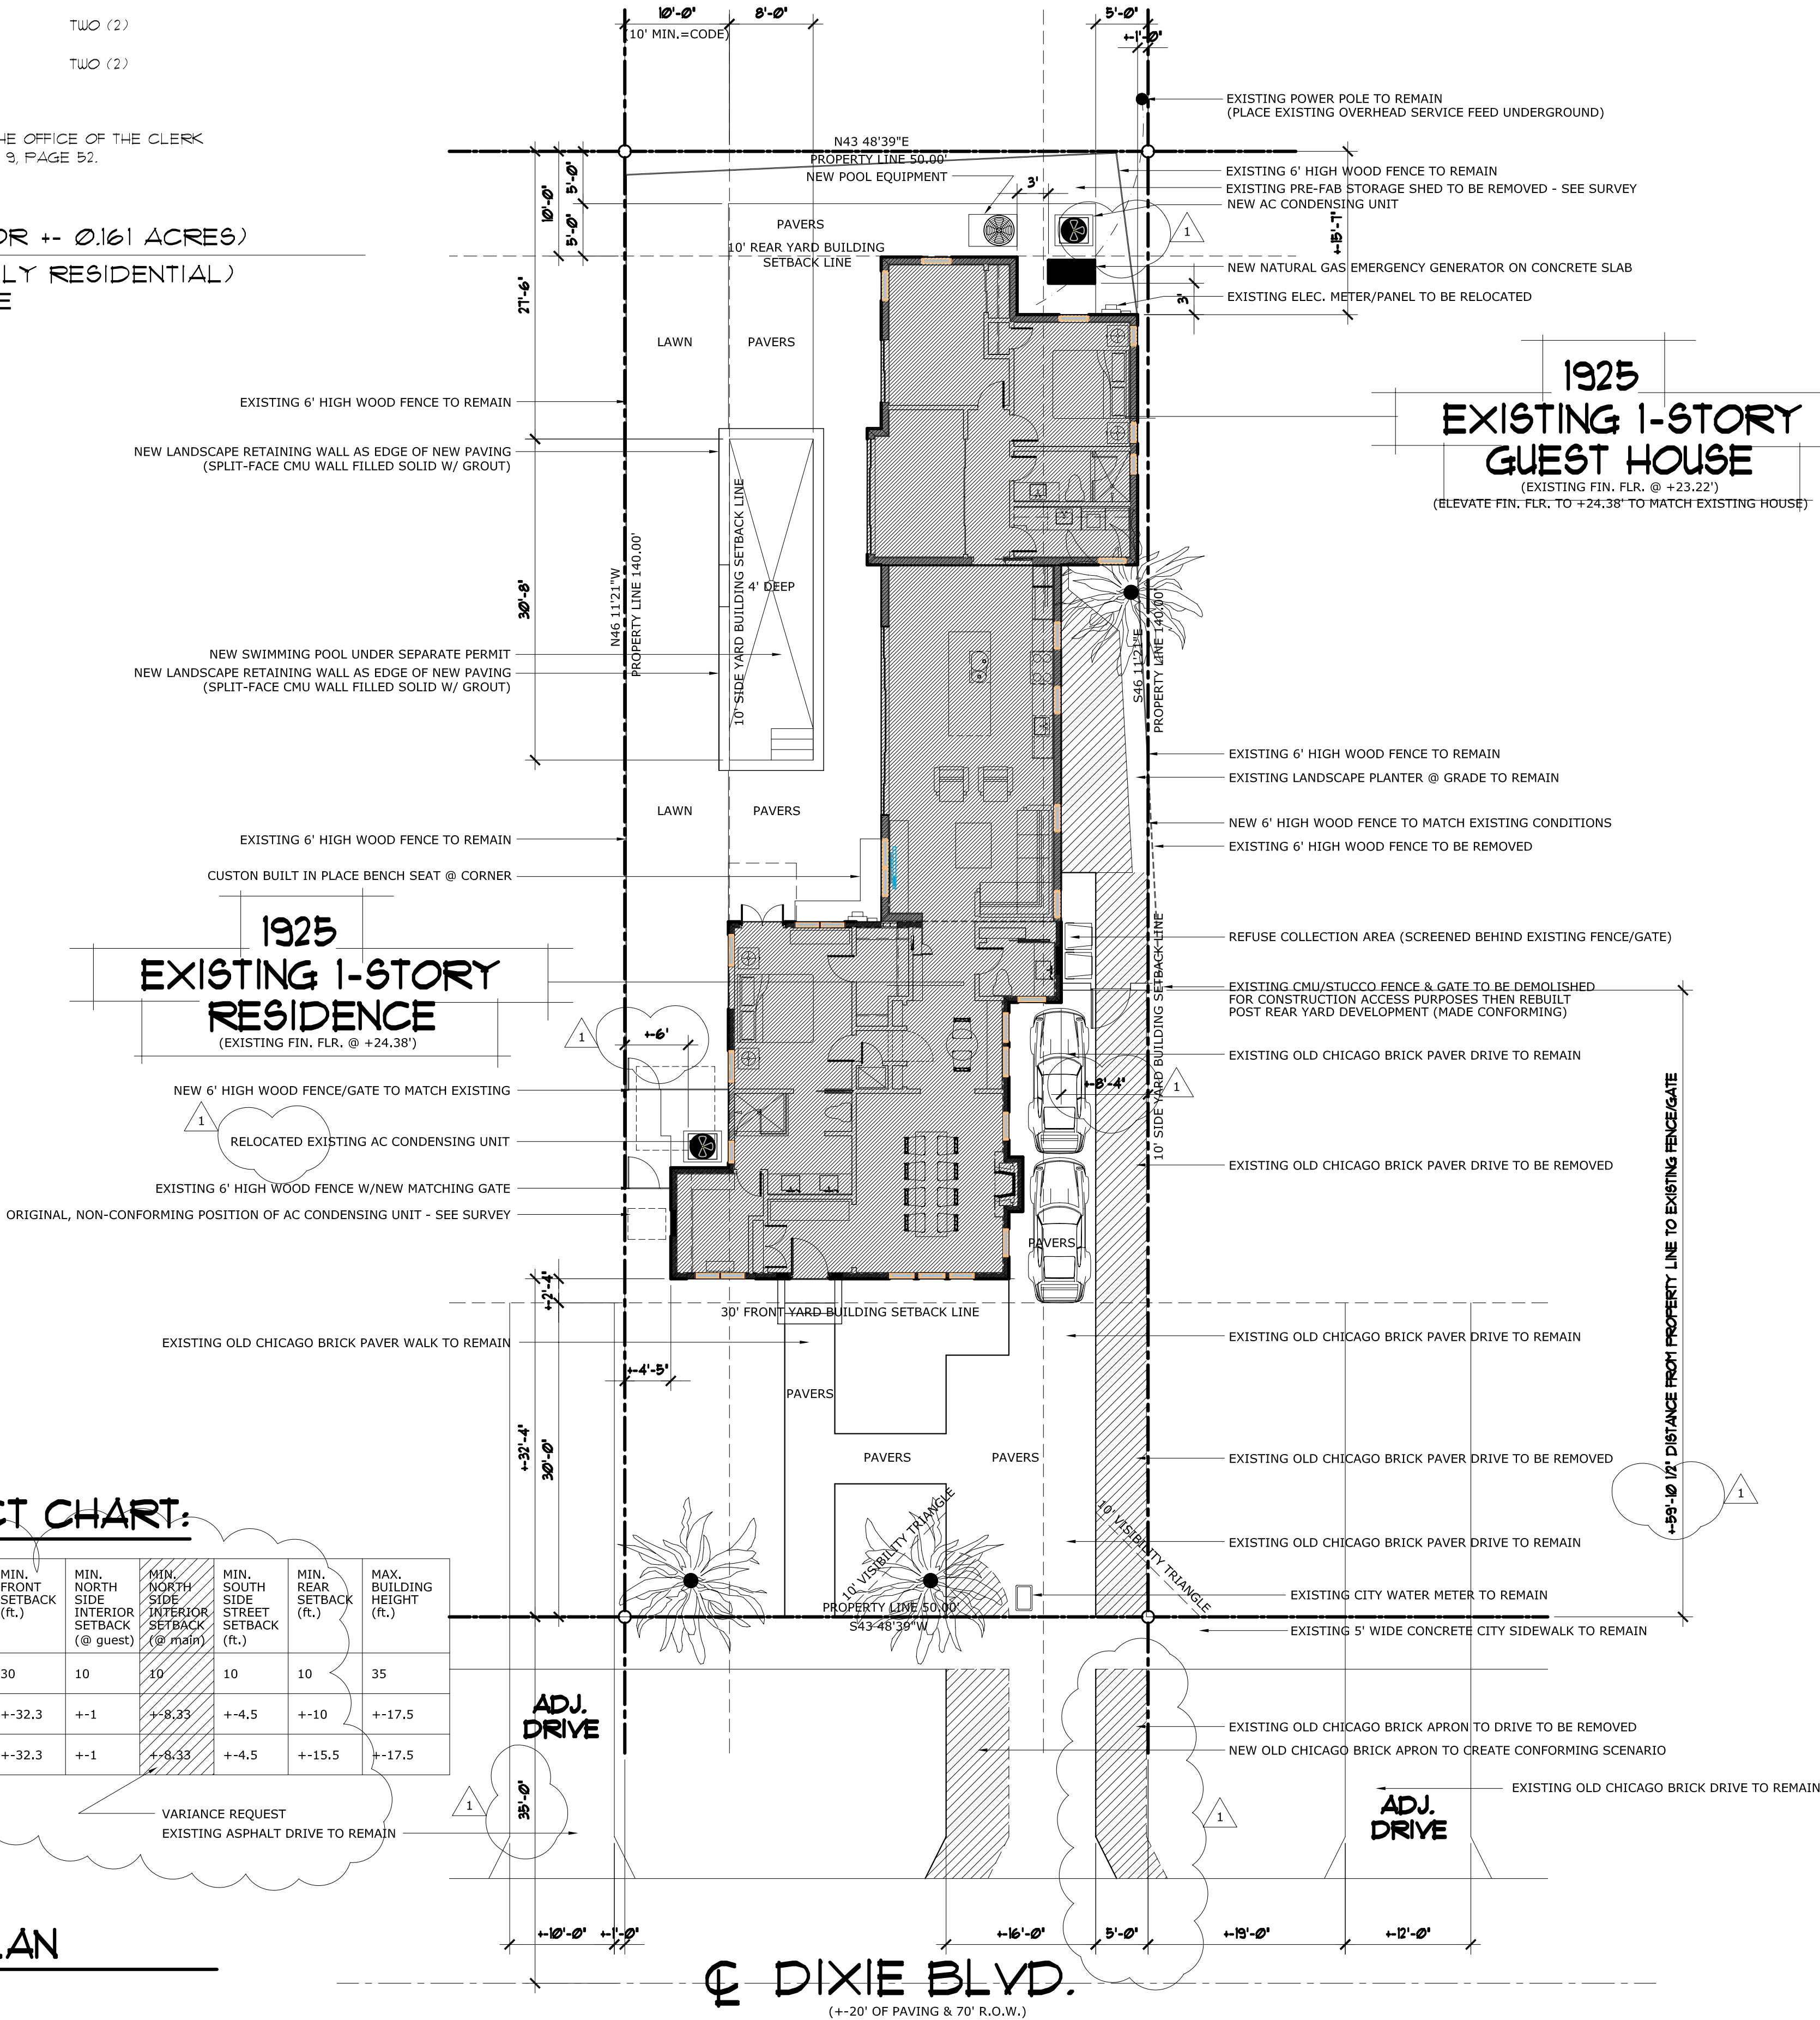 TWO (2)
TWO (2)
HE OFFICE OF THE CLERK
9, PAGE 52.
OR +- 0.161 ACRES)
LY RESIDENTIAL)
E
10'-0"
8'-0"
5'-0"
(10' MIN.=CODE)
+-1'-0"
EXISTING POWER POLE TO REMAIN
(PLACE EXISTING OVERHEAD SERVICE FEED UNDERGROUND)
N43 48'39"E
PROPERTY LINE 50.00'
NEW POOL EQUIPMENT
3'
EXISTING 6' HIGH WOOD FENCE TO REMAIN
EXISTING PRE-FAB STORAGE SHED TO BE REMOVED - SEE SURVEY
NEW AC CONDENSING UNIT
10'-0"
5'-0"
5'-0"
+-15'-7"
1
PAVERS
10' REAR YARD BUILDING
SETBACK LINE
NEW NATURAL GAS EMERGENCY GENERATOR ON CONCRETE SLAB
EXISTING ELEC. METER/PANEL TO BE RELOCATED
3'
27'-6"
LAWN
PAVERS
1925
EXISTING 1-STORY
GUEST HOUSE
(EXISTING FIN. FLR. @ +23.22')
(ELEVATE FIN. FLR. TO +24.38' TO MATCH EXISTING HOUSE)
EXISTING 6' HIGH WOOD FENCE TO REMAIN
NEW LANDSCAPE RETAINING WALL AS EDGE OF NEW PAVING
(SPLIT-FACE CMU WALL FILLED SOLID W/ GROUT)
10' SIDE YARD BUILDING SETBACK LINE
N46 11'21"W
PROPERTY LINE 140.00'
4' DEEP
30'-8"
S46 11'21"E
PROPERTY LINE 140.00'
NEW SWIMMING POOL UNDER SEPARATE PERMIT
NEW LANDSCAPE RETAINING WALL AS EDGE OF NEW PAVING
(SPLIT-FACE CMU WALL FILLED SOLID W/ GROUT)
EXISTING 6' HIGH WOOD FENCE TO REMAIN
EXISTING LANDSCAPE PLANTER @ GRADE TO REMAIN
LAWN
PAVERS
NEW 6' HIGH WOOD FENCE TO MATCH EXISTING CONDITIONS
EXISTING 6' HIGH WOOD FENCE TO REMAIN
EXISTING 6' HIGH WOOD FENCE TO BE REMOVED
CUSTON BUILT IN PLACE BENCH SEAT @ CORNER
1925
EXISTING 1-STORY
RESIDENCE
(EXISTING FIN. FLR. @ +24.38')
REFUSE COLLECTION AREA (SCREENED BEHIND EXISTING FENCE/GATE)
10' SIDE YARD BUILDING SETBACK LINE
EXISTING CMU/STUCCO FENCE & GATE TO BE DEMOLISHED
FOR CONSTRUCTION ACCESS PURPOSES THEN REBUILT
POST REAR YARD DEVELOPMENT (MADE CONFORMING)
1
+-6'
EXISTING OLD CHICAGO BRICK PAVER DRIVE TO REMAIN
+-8'-4"
1
NEW 6' HIGH WOOD FENCE/GATE TO MATCH EXISTING
1
RELOCATED EXISTING AC CONDENSING UNIT
EXISTING OLD CHICAGO BRICK PAVER DRIVE TO BE REMOVED
EXISTING 6' HIGH WOOD FENCE W/NEW MATCHING GATE
ORIGINAL, NON-CONFORMING POSITION OF AC CONDENSING UNIT - SEE SURVEY
PAVERS
+-59'-10 1/2" DISTANCE FROM PROPERTY LINE TO EXISTING FENCE/GATE
1
+-2'-4"
30' FRONT YARD BUILDING SETBACK LINE
EXISTING OLD CHICAGO BRICK PAVER WALK TO REMAIN
EXISTING OLD CHICAGO BRICK PAVER DRIVE TO REMAIN
+-4'-5"
PAVERS
+-32'-4"
30'-0"
PAVERS
PAVERS
EXISTING OLD CHICAGO BRICK PAVER DRIVE TO BE REMOVED
CT CHART:
10' VISIBILITY TRIANGLE
10' VISIBILITY TRIANGLE
EXISTING OLD CHICAGO BRICK PAVER DRIVE TO REMAIN
EXISTING CITY WATER METER TO REMAIN
PROPERTY LINE 50.00'
S43 48'39"W
EXISTING 5' WIDE CONCRETE CITY SIDEWALK TO REMAIN
MIN. FRONT SETBACK (ft.)
MIN. NORTH SIDE INTERIOR SETBACK (@ guest)
MIN. NORTH SIDE INTERIOR SETBACK (@ main)
MIN. SOUTH SIDE STREET SETBACK (ft.)
MIN. REAR SETBACK (ft.)
MAX. BUILDING HEIGHT (ft.)
30 10 10 10 10 35
+-32.3 +-1 +-8.33 +-4.5 +-10 +-17.5
+-32.3 +-1 +-8.33 +-4.5 +-15.5 +-17.5
VARIANCE REQUEST
EXISTING ASPHALT DRIVE TO REMAIN
ADJ.
DRIVE
1
35'-0"
EXISTING OLD CHICAGO BRICK APRON TO DRIVE TO BE REMOVED
NEW OLD CHICAGO BRICK APRON TO CREATE CONFORMING SCENARIO
EXISTING OLD CHICAGO BRICK DRIVE TO REMAIN
1
ADJ.
DRIVE
LAN
+-10'-0"
+-1'-0"
+-16'-0"
5'-0"
+-19'-0"
+-12'-0"
℄ DIXIE BLVD.
(+-20' OF PAVING & 70' R.O.W.)